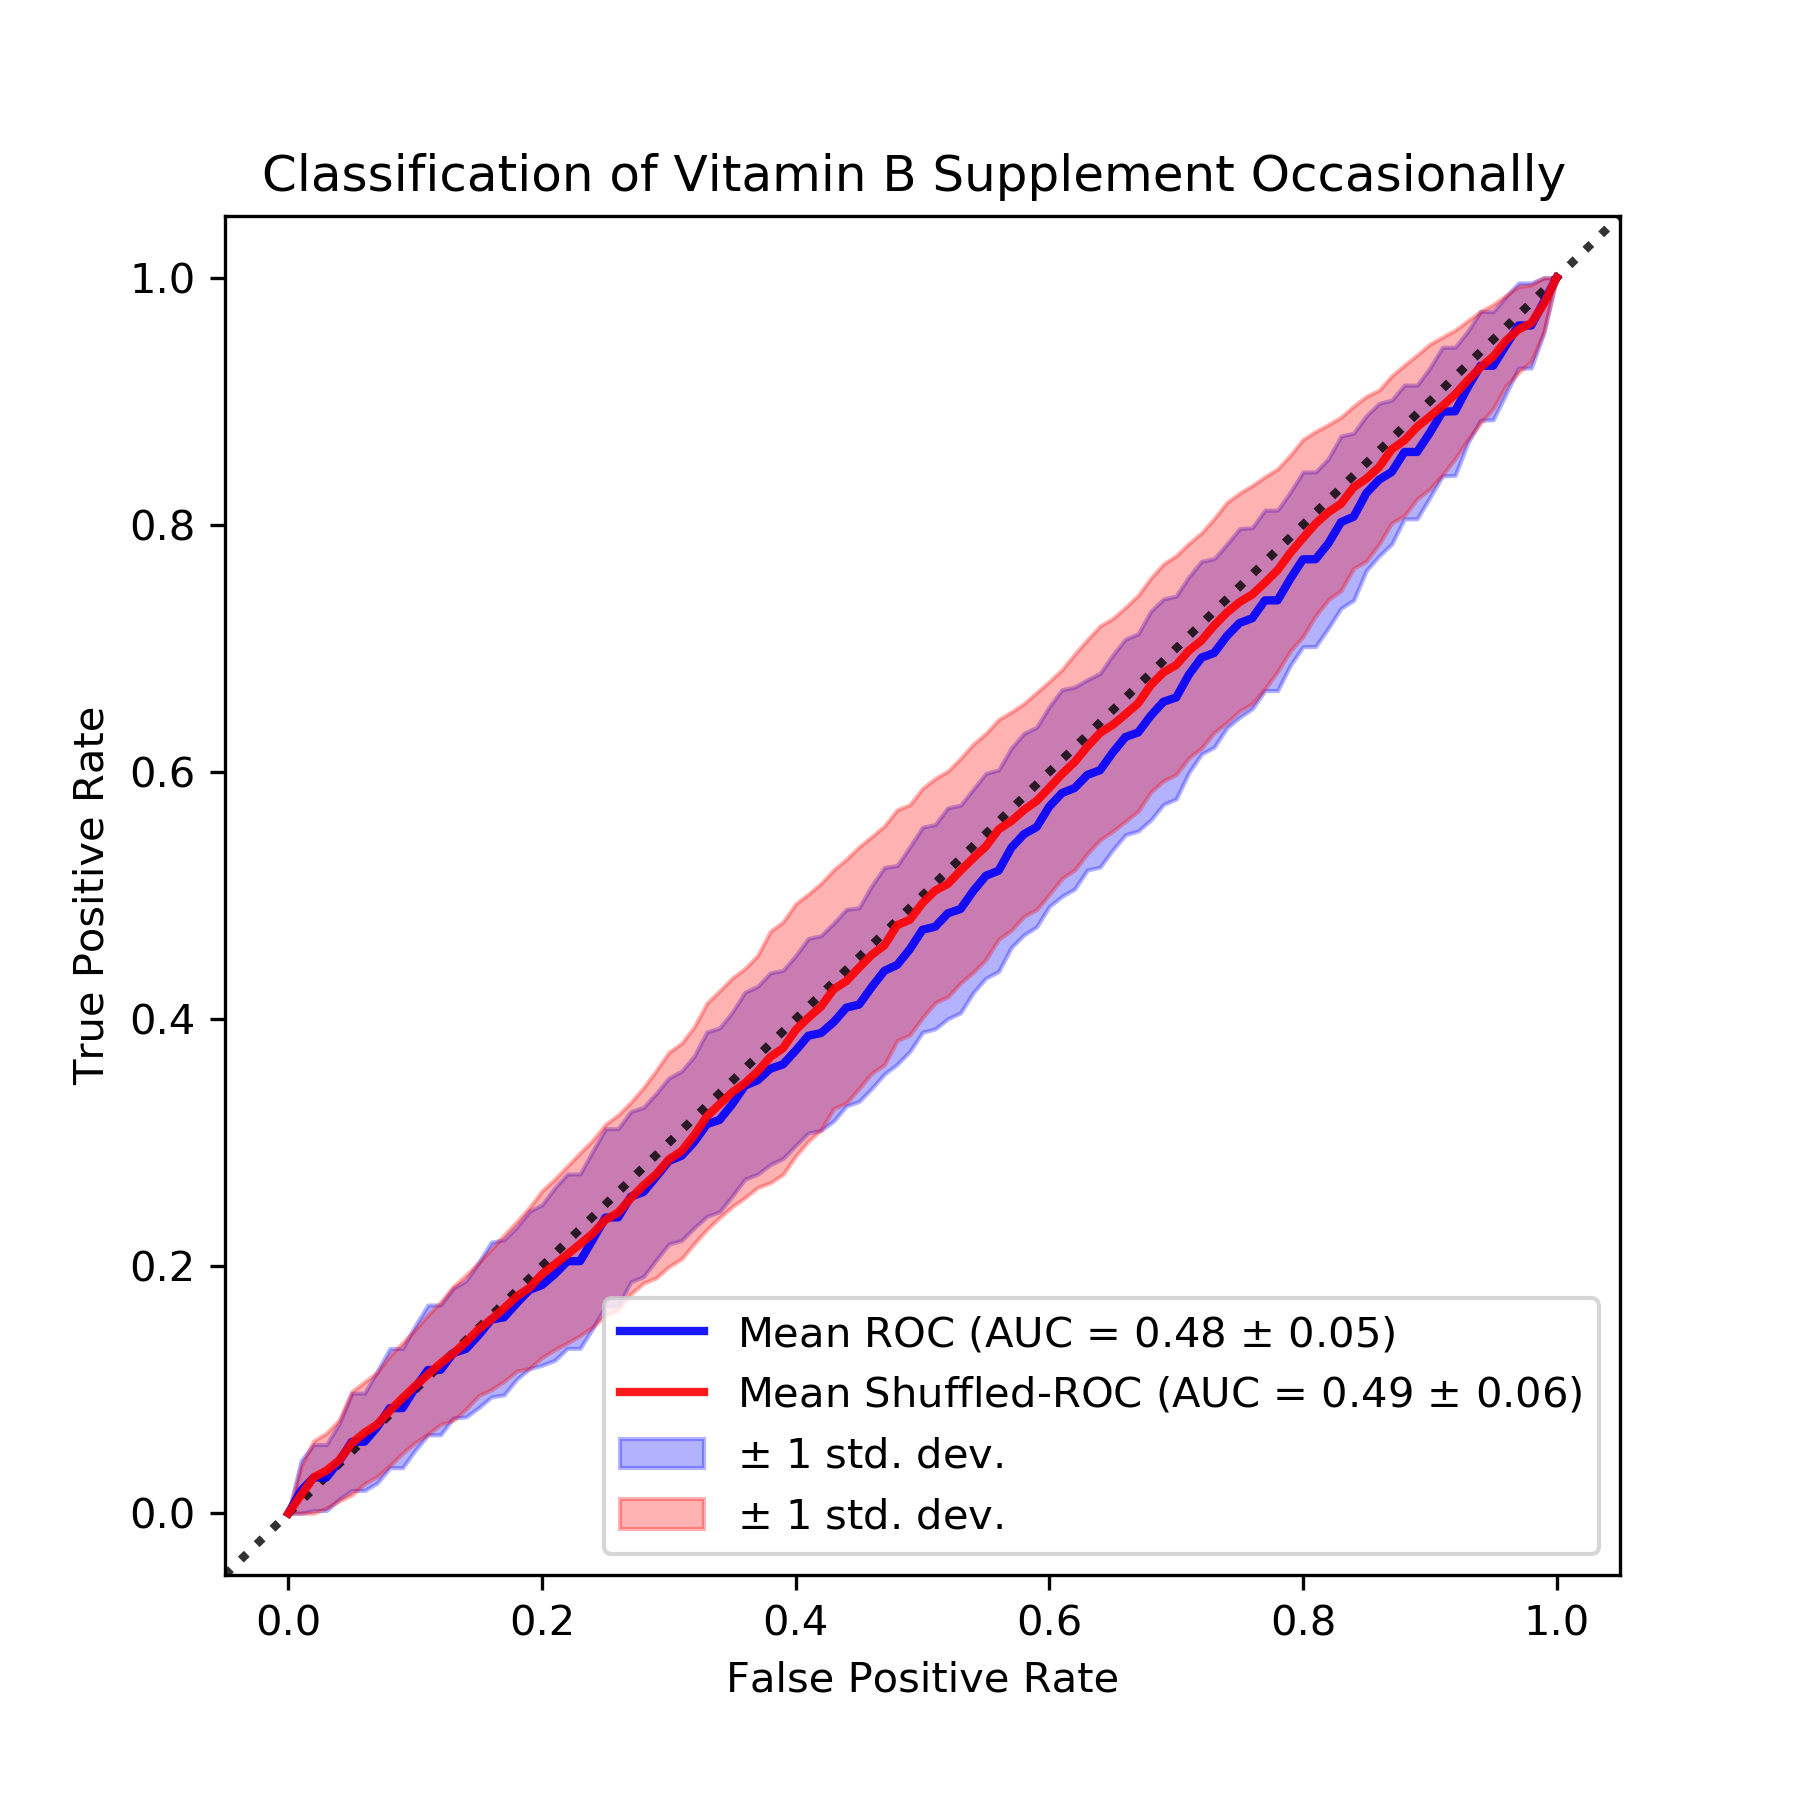 Classification of Vitamin B Supplement Occasionally
True Positive Rate
1.0
0.8
0.6
0.4
0.2
0.0
Mean ROC (AUC = 0.48 ± 0.05)
Mean Shuffled-ROC (AUC = 0.49 ± 0.06)
± 1 std. dev.
± 1 std. dev.
0.0 0.2 0.4 0.6 0.8 1.0
False Positive Rate